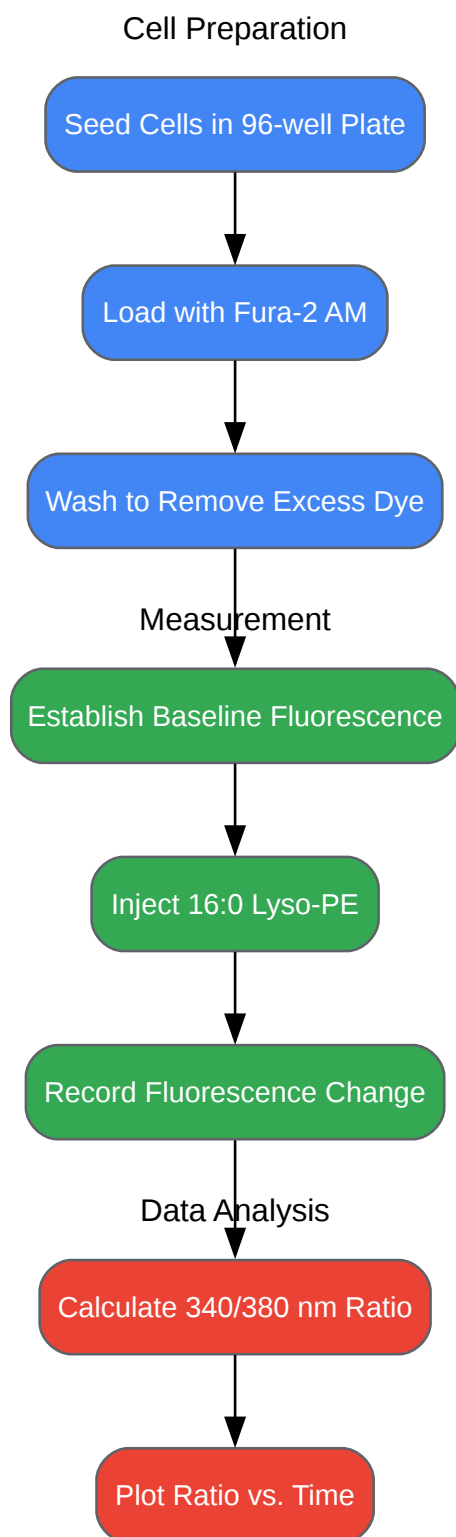 Cell Preparation
Seed Cells in 96-well Plate
Load with Fura-2 AM
Wash to Remove Excess Dye
Measurement
Establish Baseline Fluorescence
Inject 16:0 Lyso-PE
Record Fluorescence Change
Data Analysis
Calculate 340/380 nm Ratio
Plot Ratio vs. Time